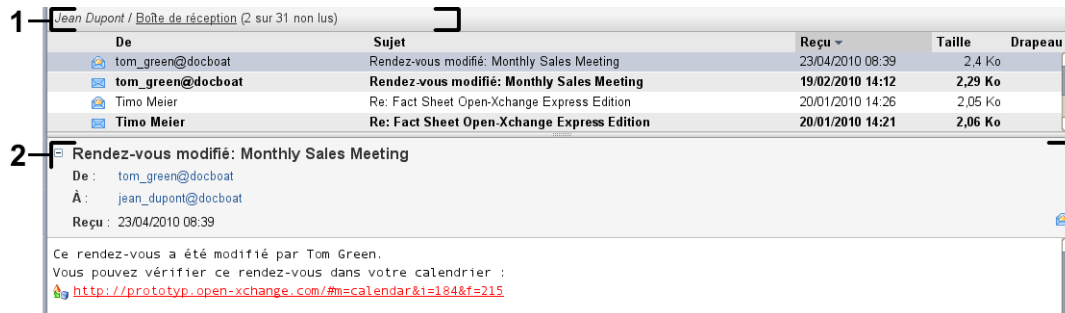 1 Jean Dupont / Boîte de réception (2 sur 31 non lus)
De Sujet Reçu Taille Drapeau
tom_green@docboat Rendez-vous modifié: Monthly Sales Meeting 23/04/2010 08:39 2,4 Ko
tom_green@docboat Rendez-vous modifié: Monthly Sales Meeting 19/02/2010 14:12 2,29 Ko
Timo Meier Re: Fact Sheet Open-Xchange Express Edition 20/01/2010 14:26 2,05 Ko
Timo Meier Re: Fact Sheet Open-Xchange Express Edition 20/01/2010 14:21 2,06 Ko
2 Rendez-vous modifié: Monthly Sales Meeting
De : tom_green@docboat
À : jean_dupont@docboat
Reçu : 23/04/2010 08:39
Ce rendez-vous a été modifié par Tom Green.
Vous pouvez vérifier ce rendez-vous dans votre calendrier :
http://prototyp.open-xchange.com/#m=calendar&i=184&f=215